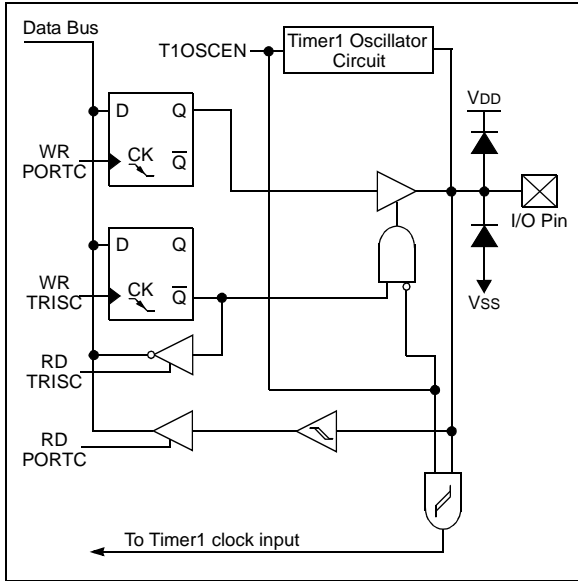 Data Bus
T1OSCEN
Timer1 Oscillator
Circuit
VDD
D
Q
WR
PORTC
CK
Q
I/O Pin
D
Q
WR
TRISC
CK
Q
VSS
RD
TRISC
RD
PORTC
To Timer1 clock input